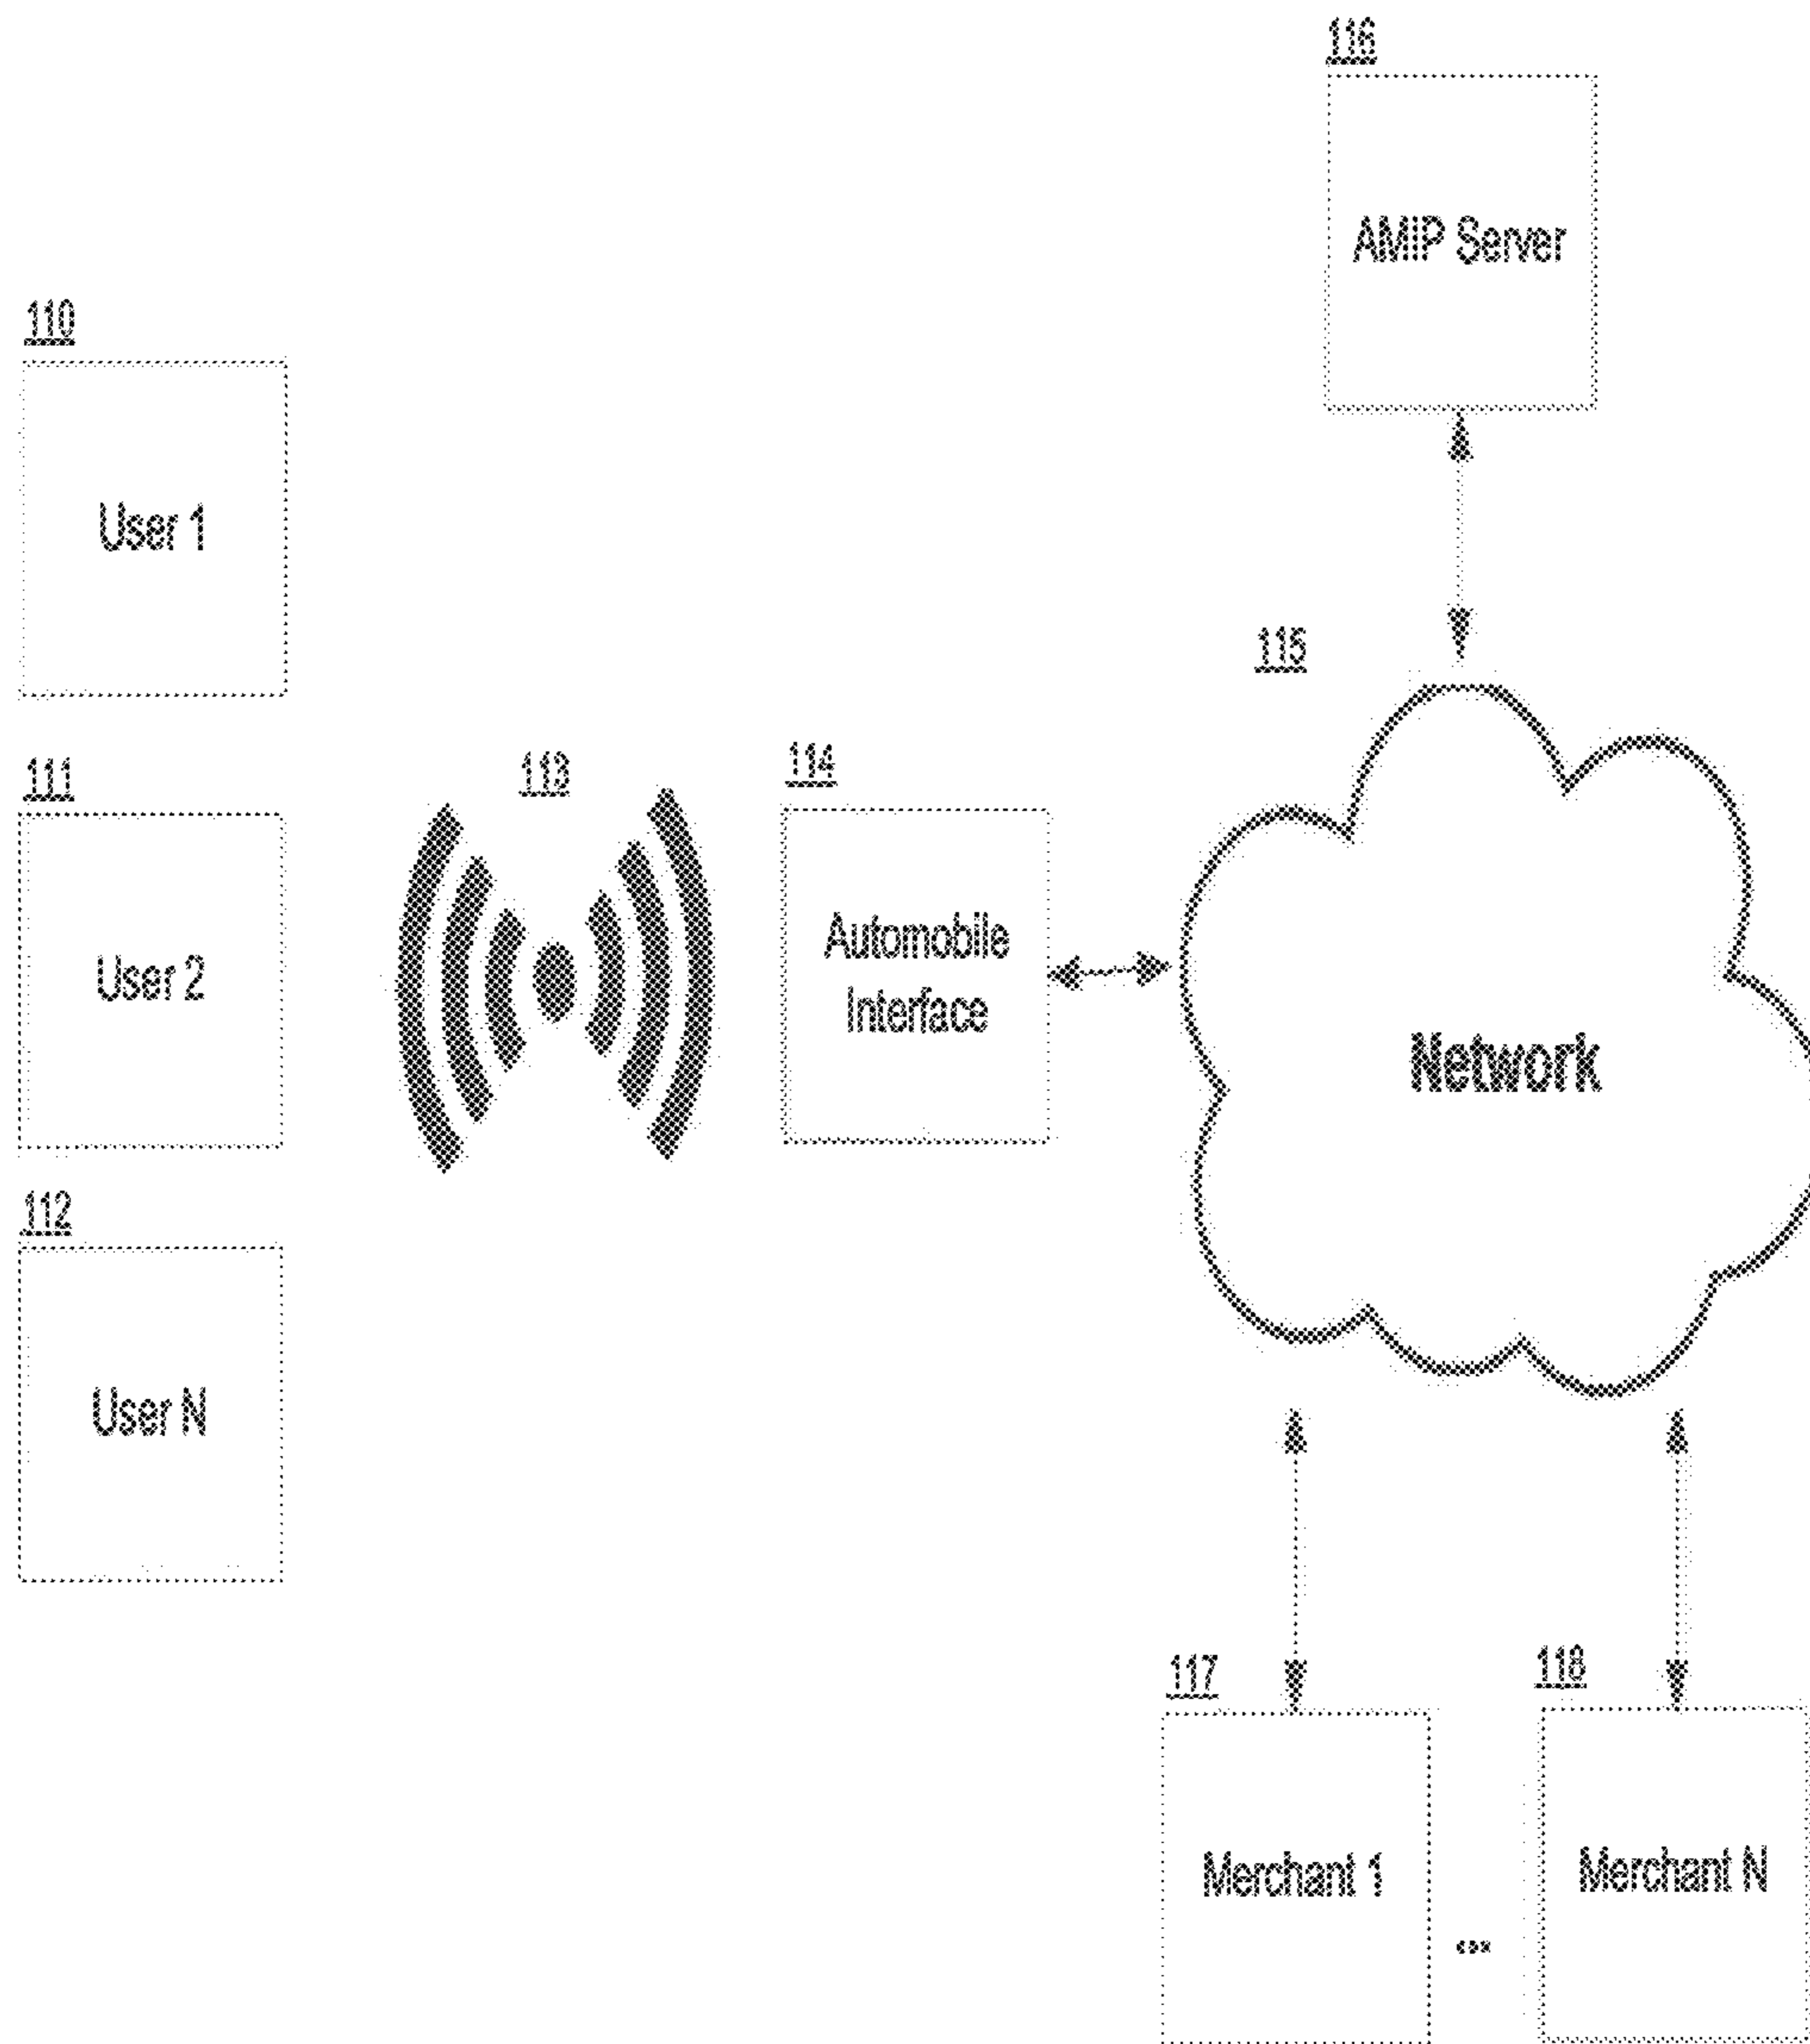 116
AMIP Server
110
User 1
115
111
User 2
113
114
Automobile
Interface
Network
112
User N
117
Merchant 1
...
118
Merchant N